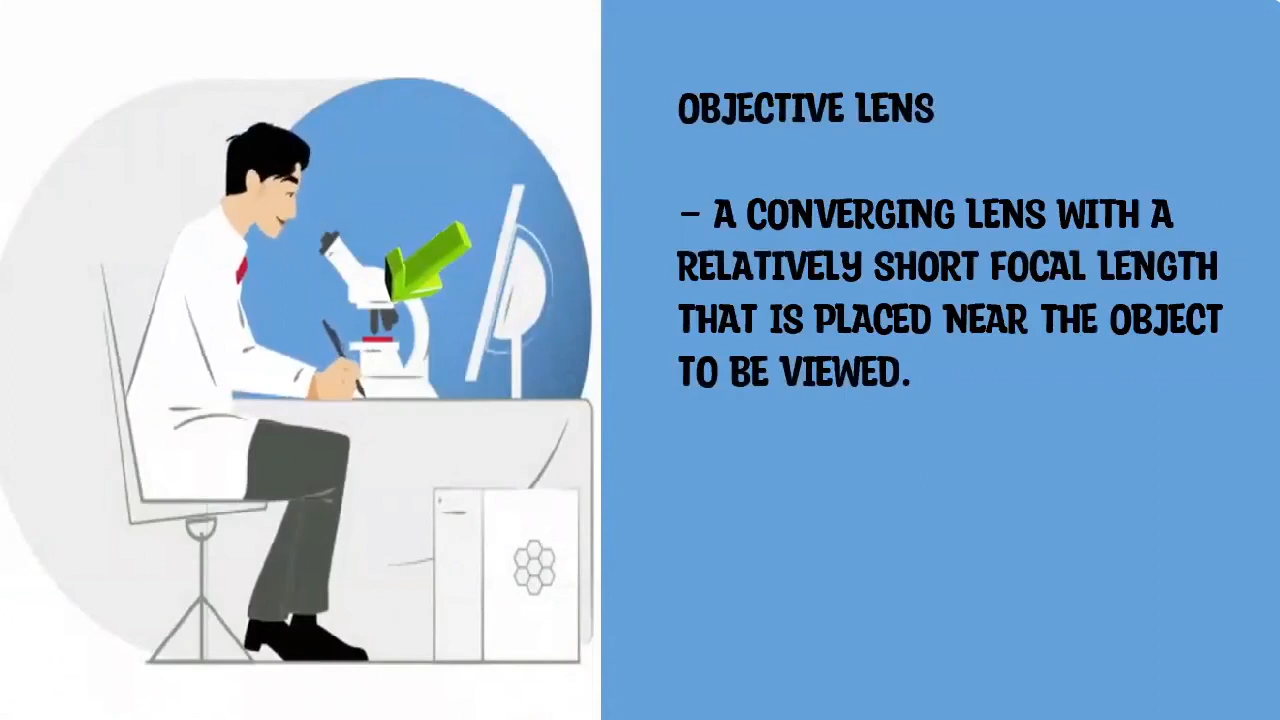 OBJECTIVE LENS
– A CONVERGING LENS WITH A
RELATIVELY SHORT FOCAL LENGTH
THAT IS PLACED NEAR THE OBJECT
TO BE VIEWED.